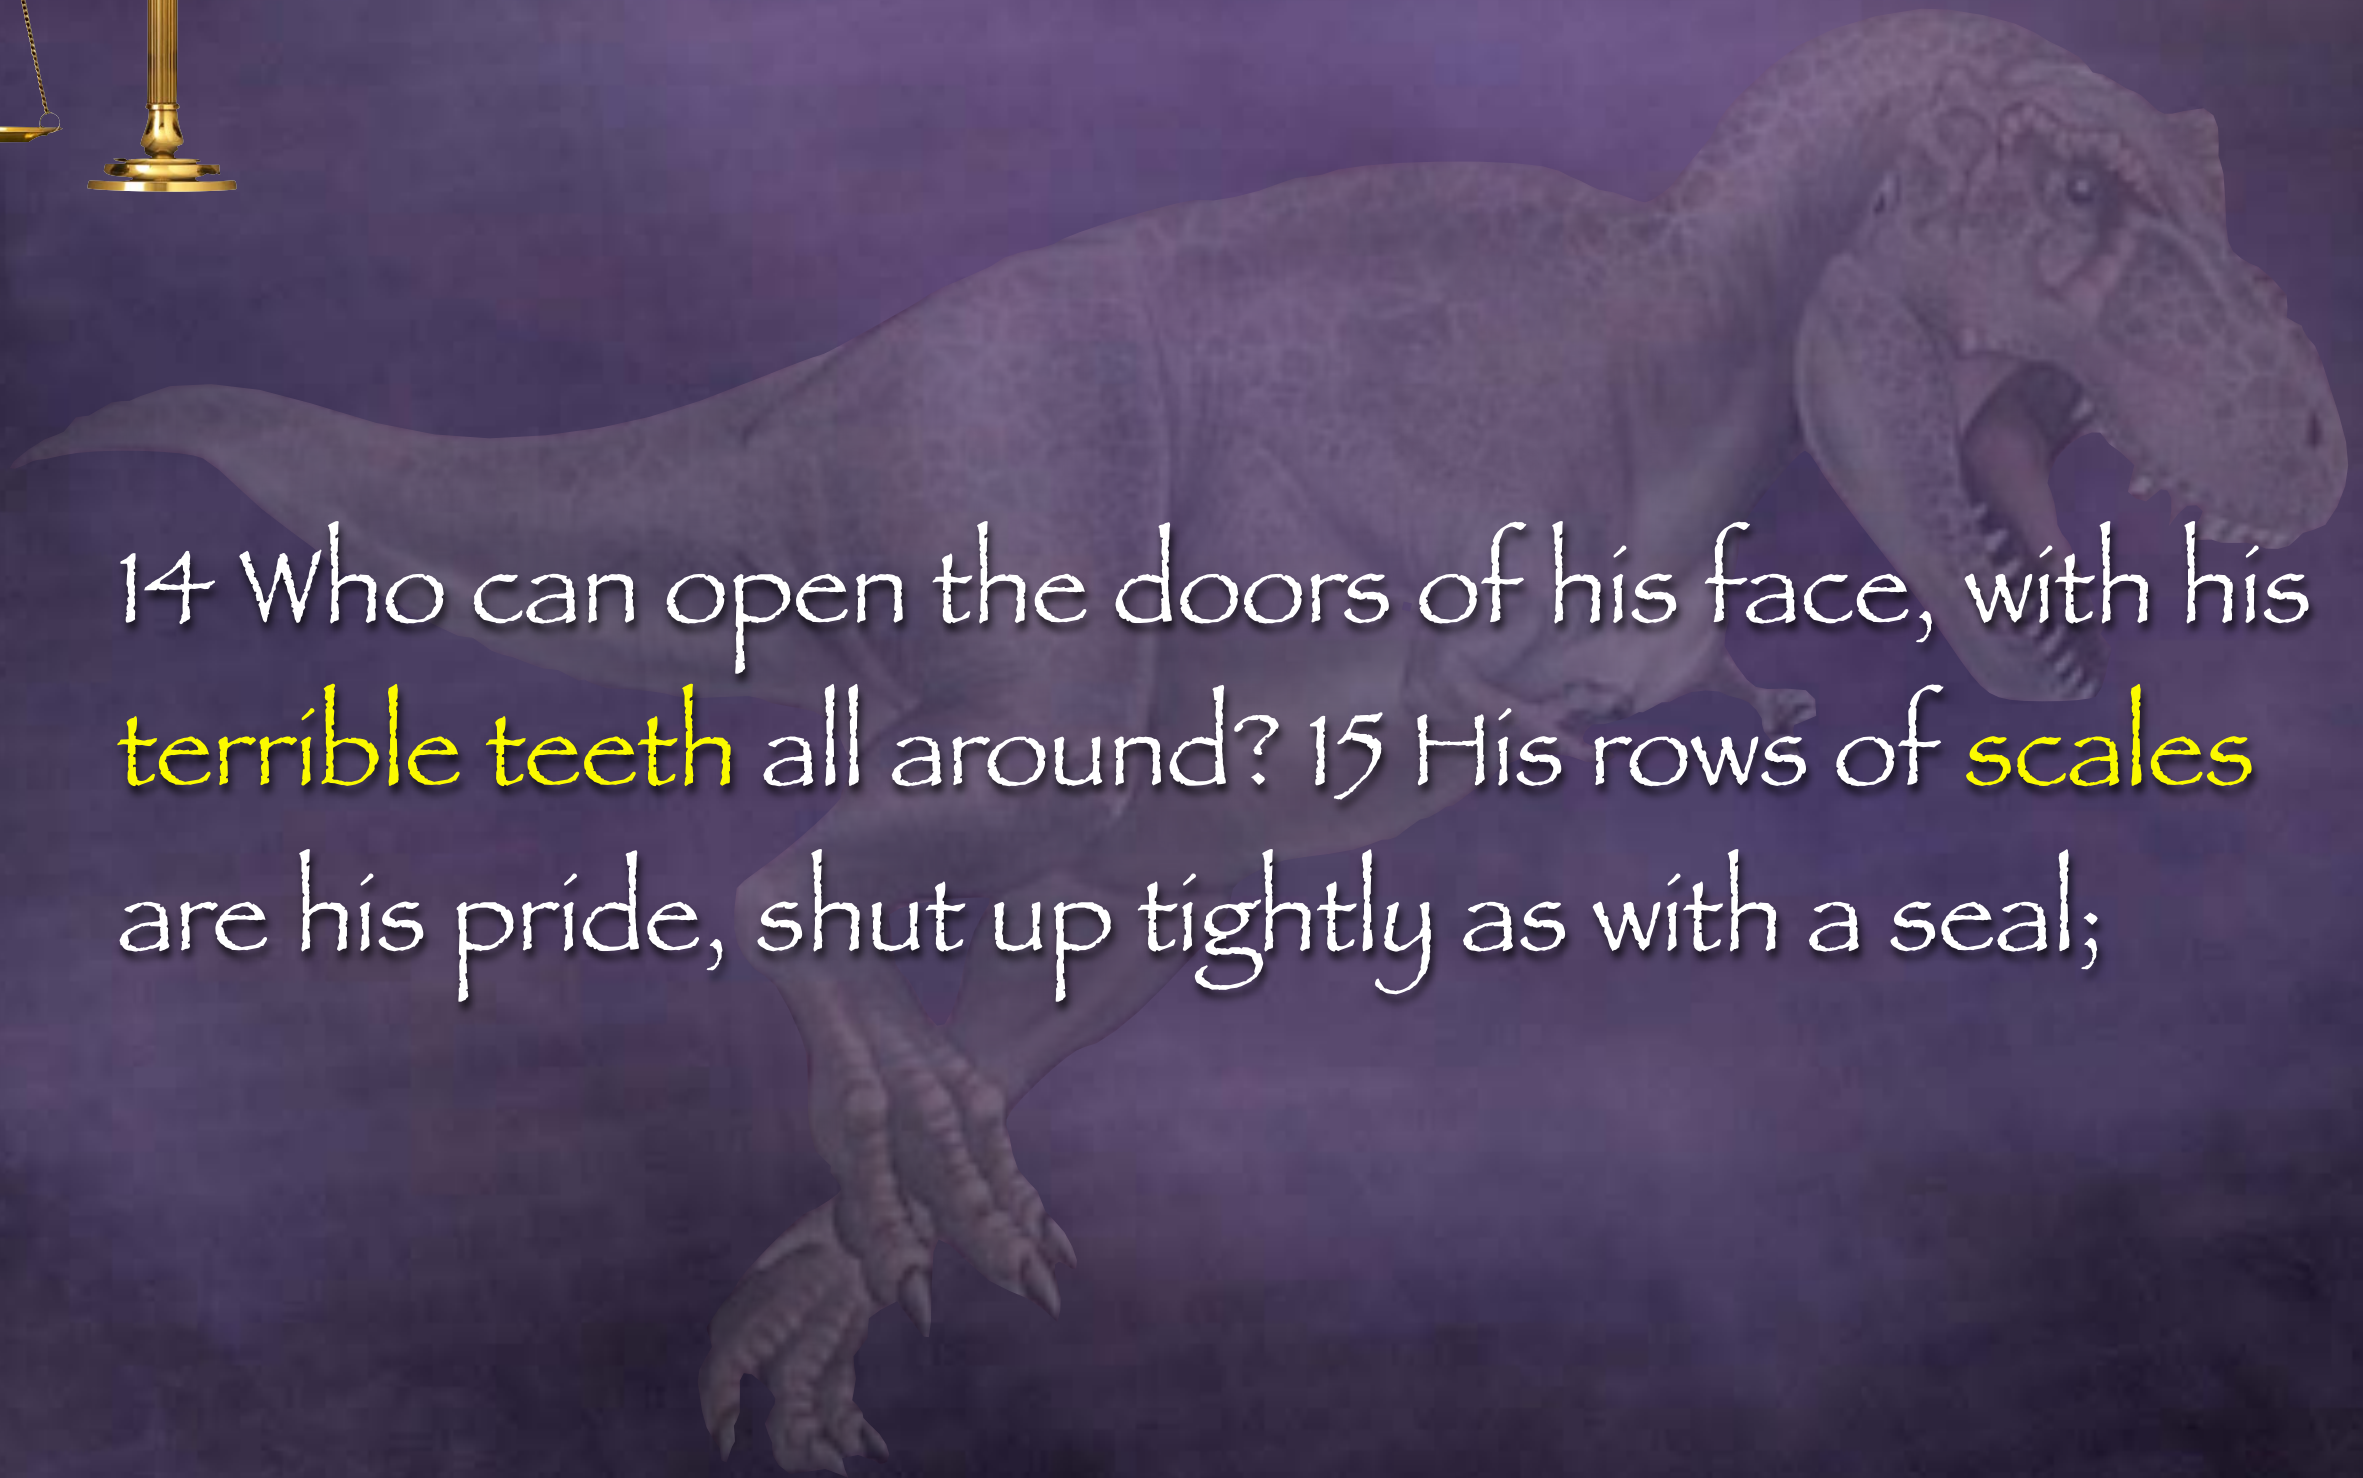 14 Who can open the doors of his face, with his
terrible teeth all around? 15 His rows of scales
are his pride, shut up tightly as with a seal;